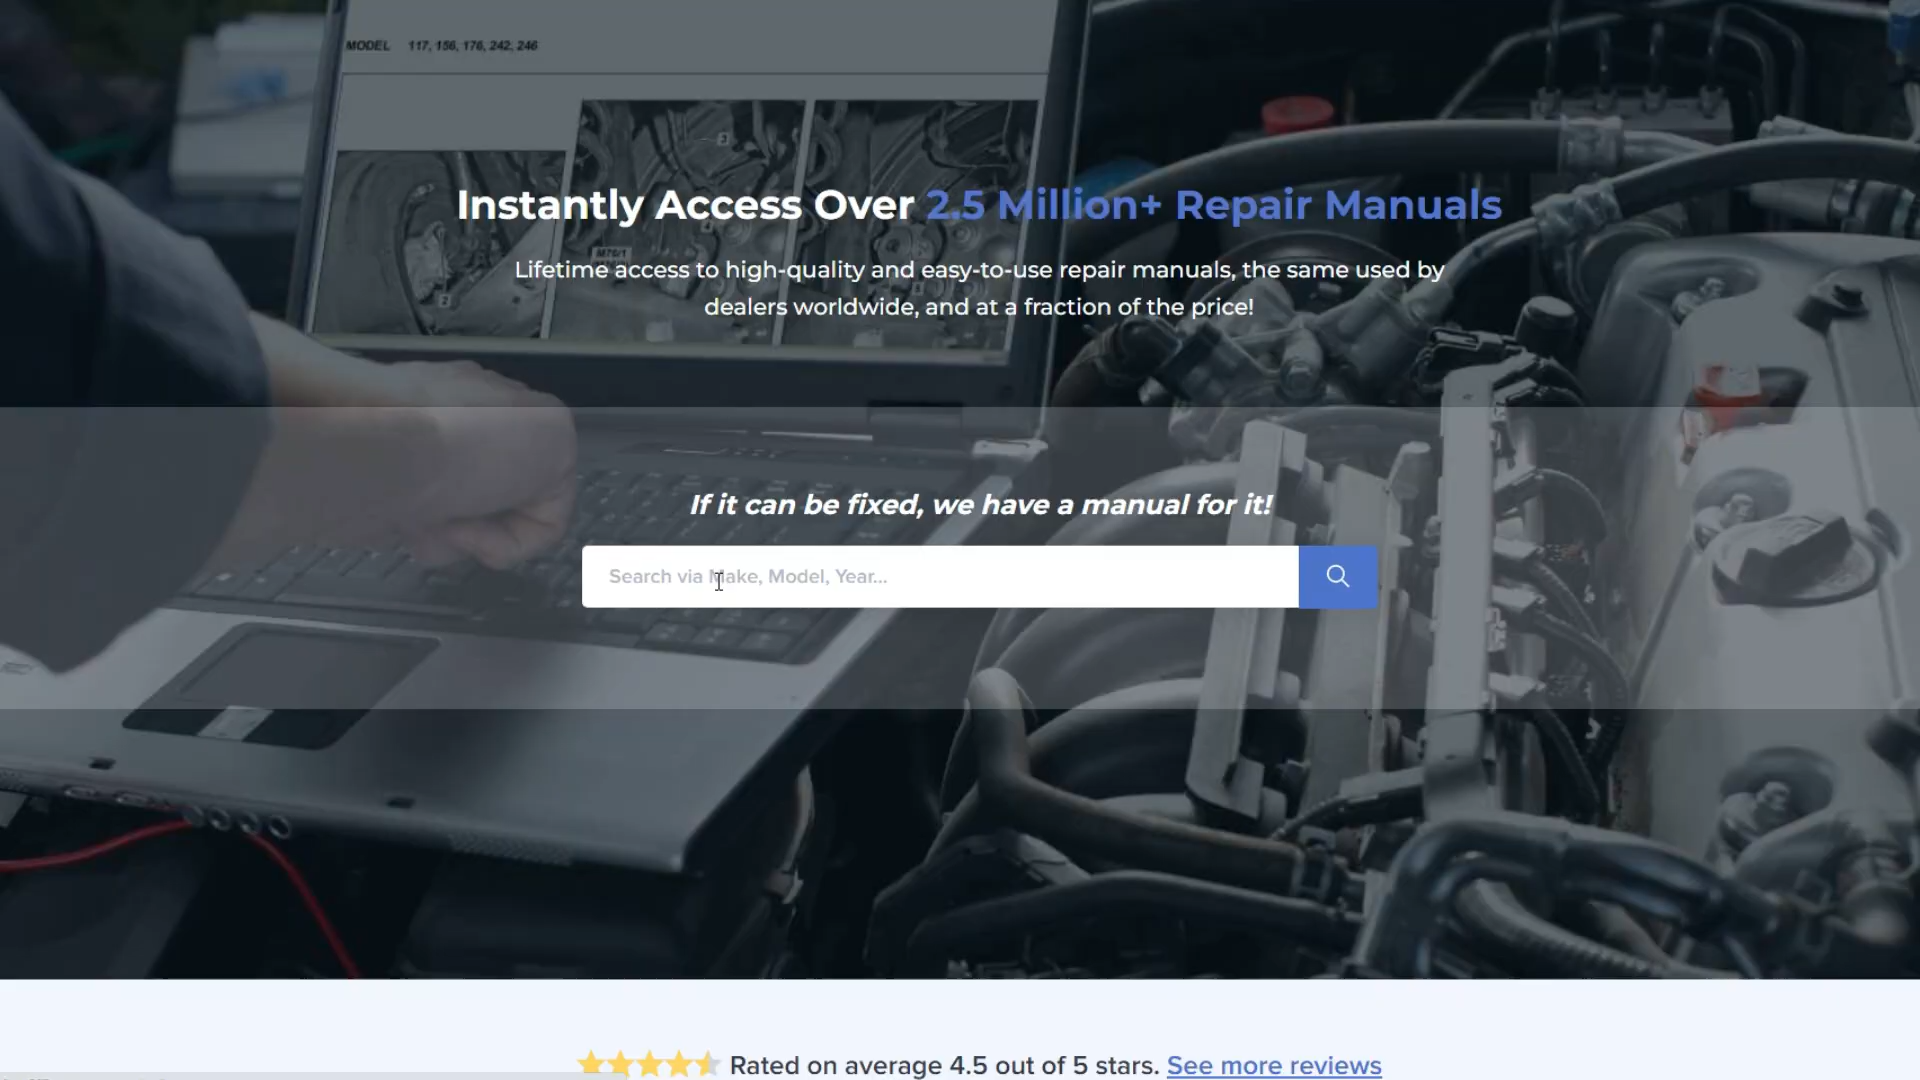 MODEL 117, 156, 176, 242, 246
Instantly Access Over 2.5 Million+ Repair Manuals
Lifetime access to high-quality and easy-to-use repair manuals, the same used by
dealers worldwide, and at a fraction of the price!
If it can be fixed, we have a manual for it!
Search via Make, Model, Year...
Rated on average 4.5 out of 5 stars. See more reviews